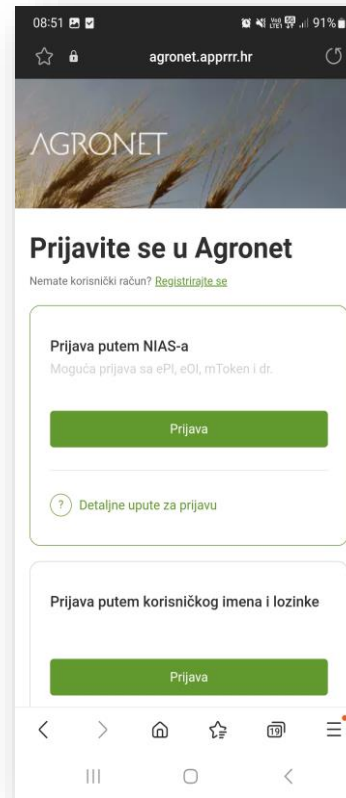 08:51 91%
agronet.apprrr.hr
AGRONET
Prijavite se u Agronet
Nemate korisnički račun? Registrirajte se
Prijava putem NIAS-a
Moguća prijava sa ePI, eOI, mToken i dr.
Prijava
? Detaljne upute za prijavu
Prijava putem korisničkog imena i lozinke
Prijava
19